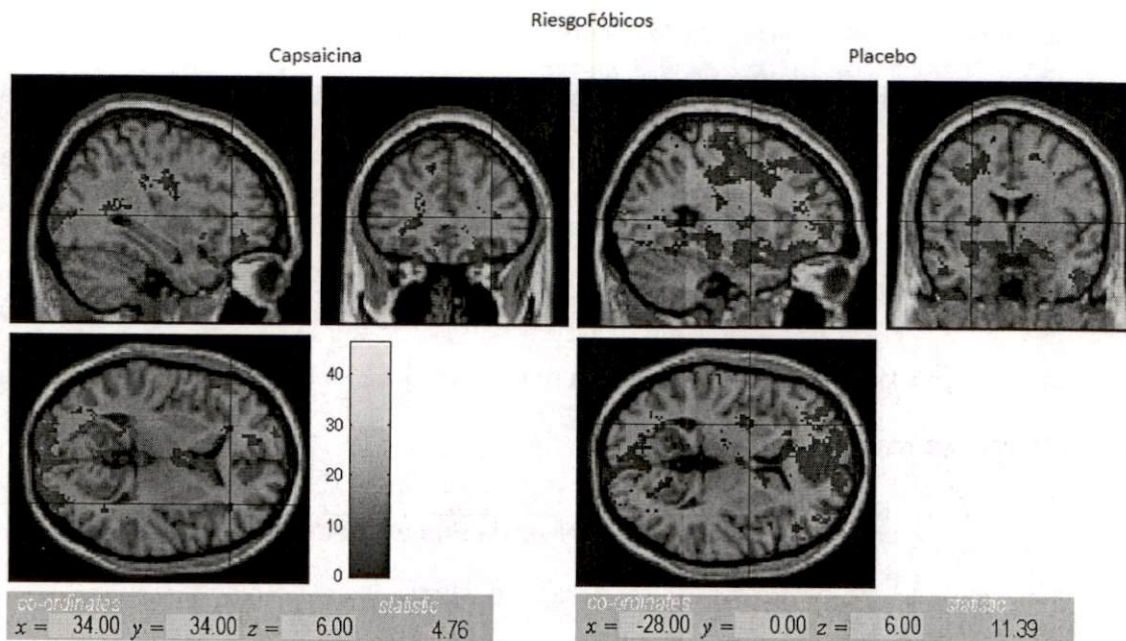 RiesgoFóbicos
Capsaicina
Placebo
40
30
20
10
0
co-ordinates statistic
x = 34.00 y = 34.00 z = 6.00 4.76
co-ordinates statistic
x = -28.00 y = 0.00 z = 6.00 11.39